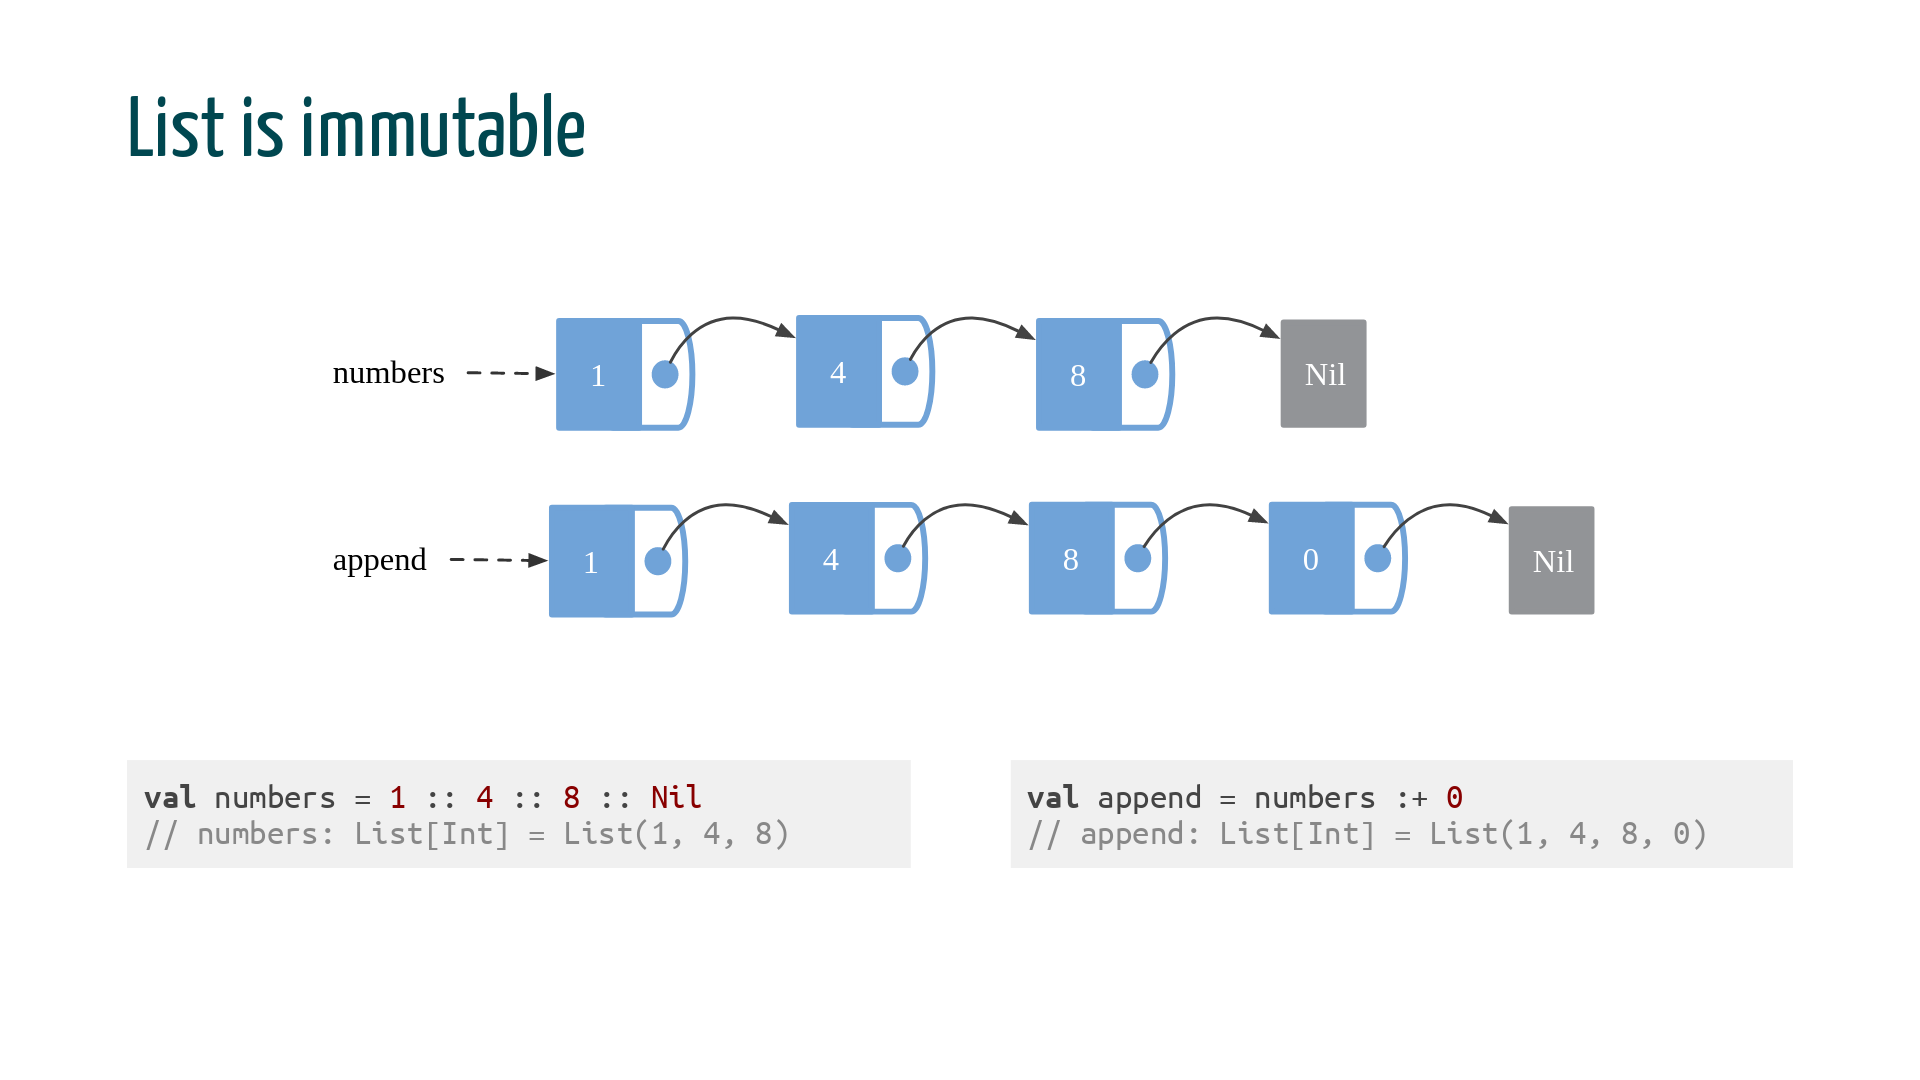 List is immutable
numbers 1 4 8 Nil
append 1 4 8 0 Nil
val numbers = 1 :: 4 :: 8 :: Nil
// numbers: List[Int] = List(1, 4, 8)
val append = numbers :+ 0
// append: List[Int] = List(1, 4, 8, 0)